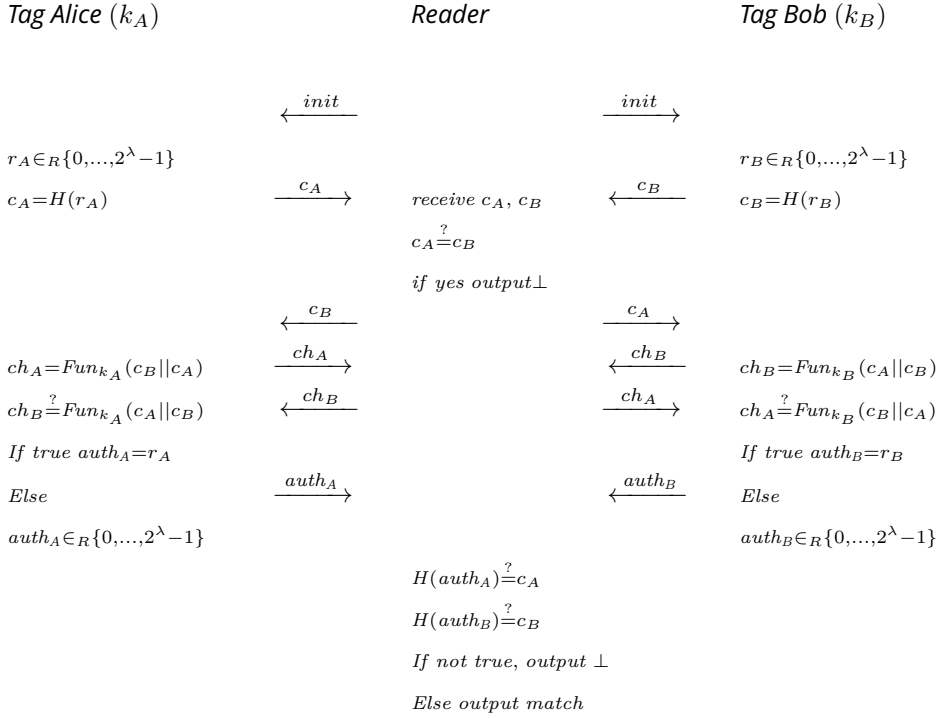 Tag Alice (k_A) Reader Tag Bob (k_B)
init init
r_A∈_R{0,...,2^λ−1} r_B∈_R{0,...,2^λ−1}
c_A=H(r_A) c_A receive c_A, c_B c_B c_B=H(r_B)
c_A≟c_B
if yes output⊥
c_B c_A
ch_A=Fun_{k_A}(c_B||c_A) ch_A ch_B ch_B=Fun_{k_B}(c_A||c_B)
ch_B≟Fun_{k_A}(c_A||c_B) ch_B ch_A ch_A≟Fun_{k_B}(c_B||c_A)
If true auth_A=r_A If true auth_B=r_B
Else auth_A auth_B Else
auth_A∈_R{0,...,2^λ−1} auth_B∈_R{0,...,2^λ−1}
H(auth_A)≟c_A
H(auth_B)≟c_B
If not true, output ⊥
Else output match